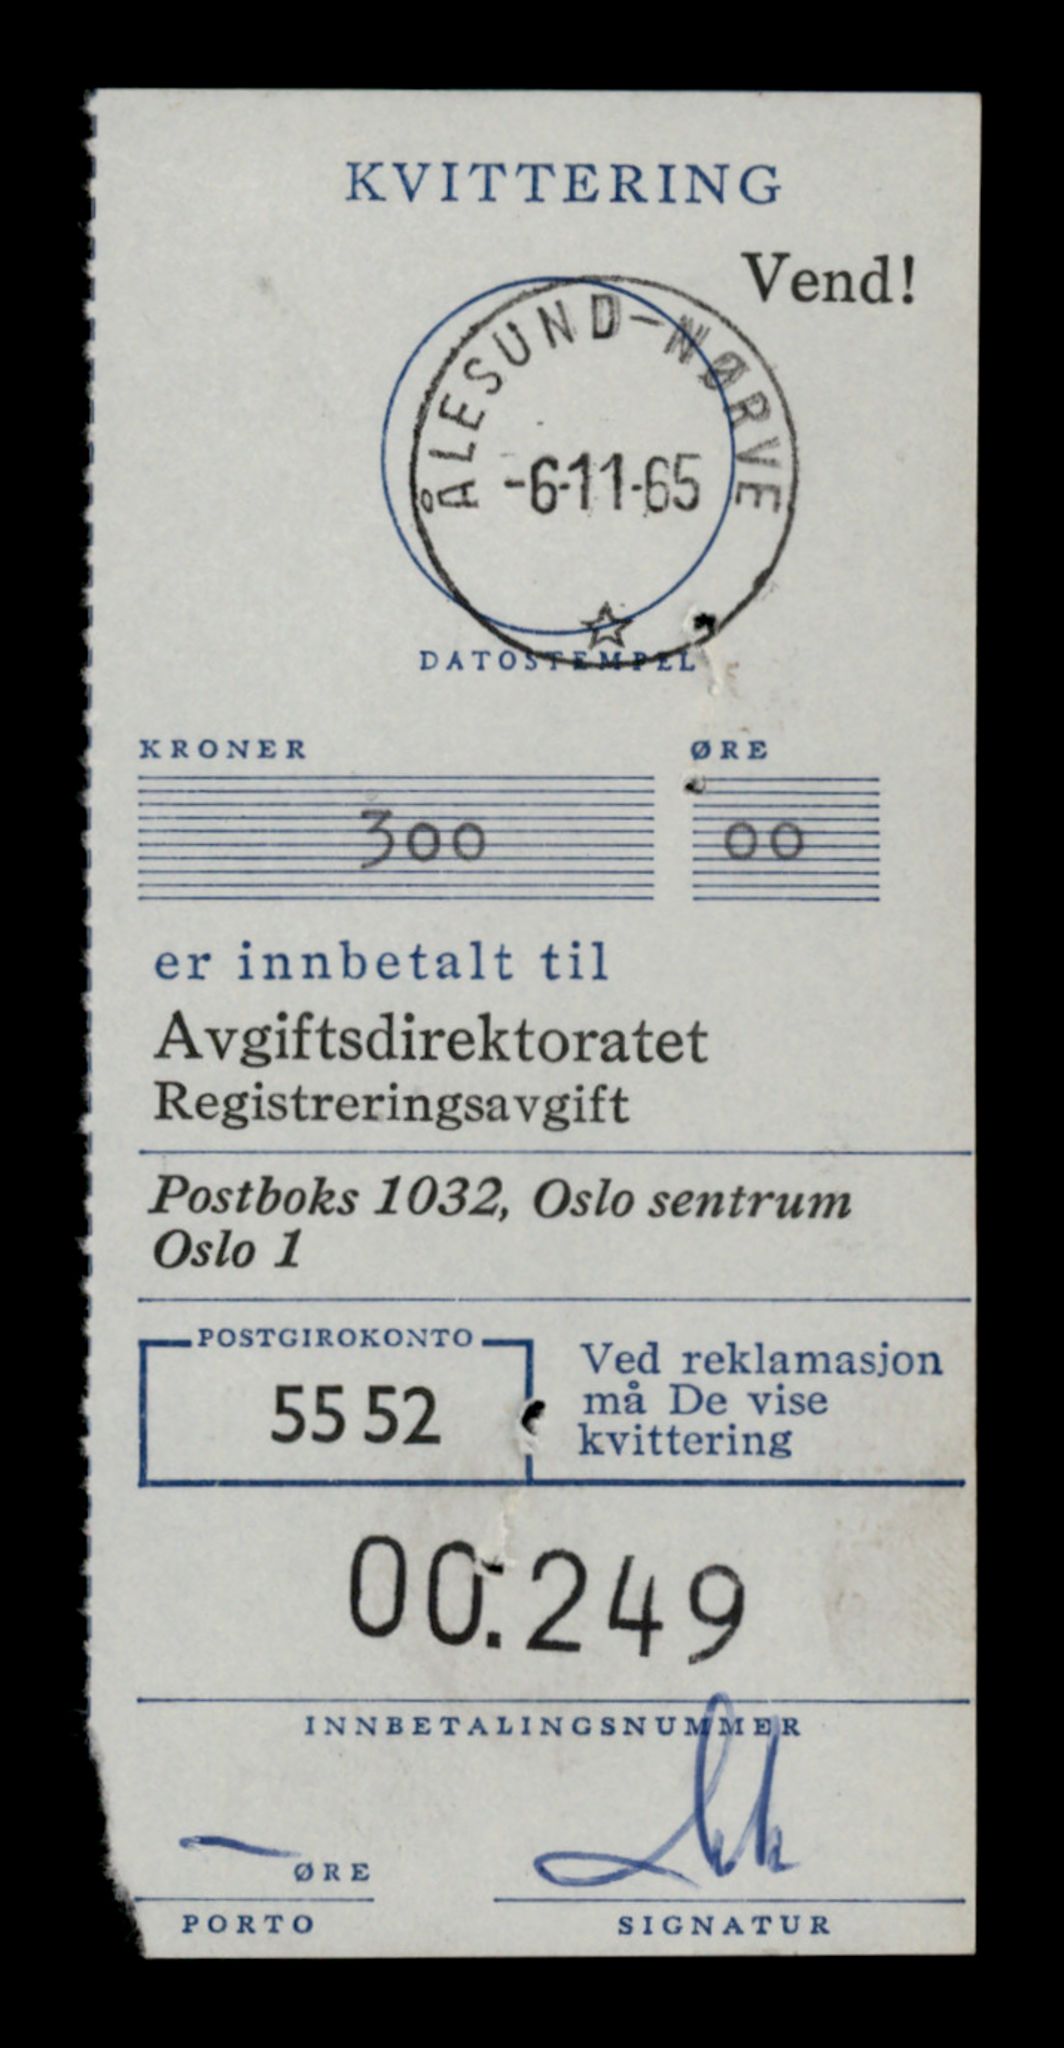 KVITTERING
Vend!
ÅLESUND-NØRVE
-6-11-65
DATOSTEMPEL
KRONER ØRE
300 00
er innbetalt til
Avgiftsdirektoratet
Registreringsavgift
Postboks 1032, Oslo sentrum
Oslo 1
POSTGIROKONTO
55 52
Ved reklamasjon
må De vise
kvittering
00.249
INNBETALINGSNUMMER
— ØRE
PORTO SIGNATUR